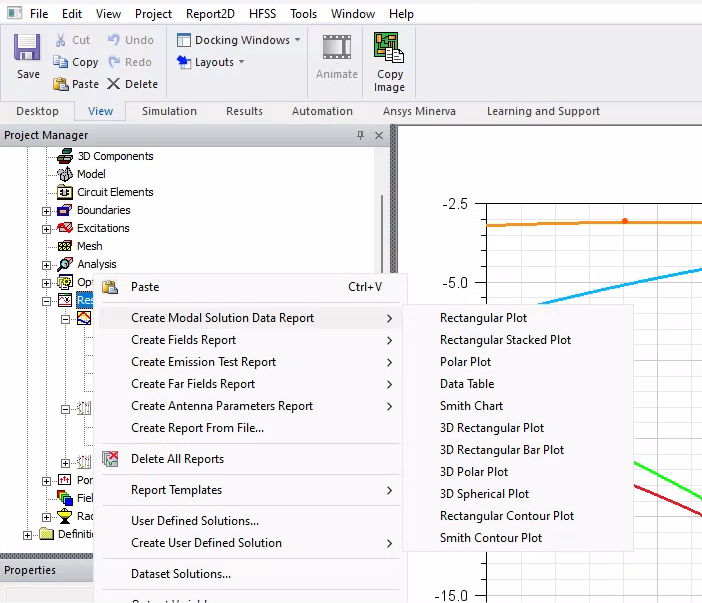 File Edit View Project Report2D HFSS Tools Window Help
Save
Cut
Copy
Paste
Undo
Redo
Delete
Docking Windows
Layouts
Animate
Copy
Image
Desktop View Simulation Results Automation Ansys Minerva Learning and Support
Project Manager
3D Components
Model
Circuit Elements
Boundaries
Excitations
Mesh
Analysis
Opt
Res
Por
Fiel
Rad
Definiti
Properties
Paste Ctrl+V
Create Modal Solution Data Report
Create Fields Report
Create Emission Test Report
Create Far Fields Report
Create Antenna Parameters Report
Create Report From File...
Delete All Reports
Report Templates
User Defined Solutions...
Create User Defined Solution
Dataset Solutions...
Rectangular Plot
Rectangular Stacked Plot
Polar Plot
Data Table
Smith Chart
3D Rectangular Plot
3D Rectangular Bar Plot
3D Polar Plot
3D Spherical Plot
Rectangular Contour Plot
Smith Contour Plot
-2.5
-5.0
-15.0